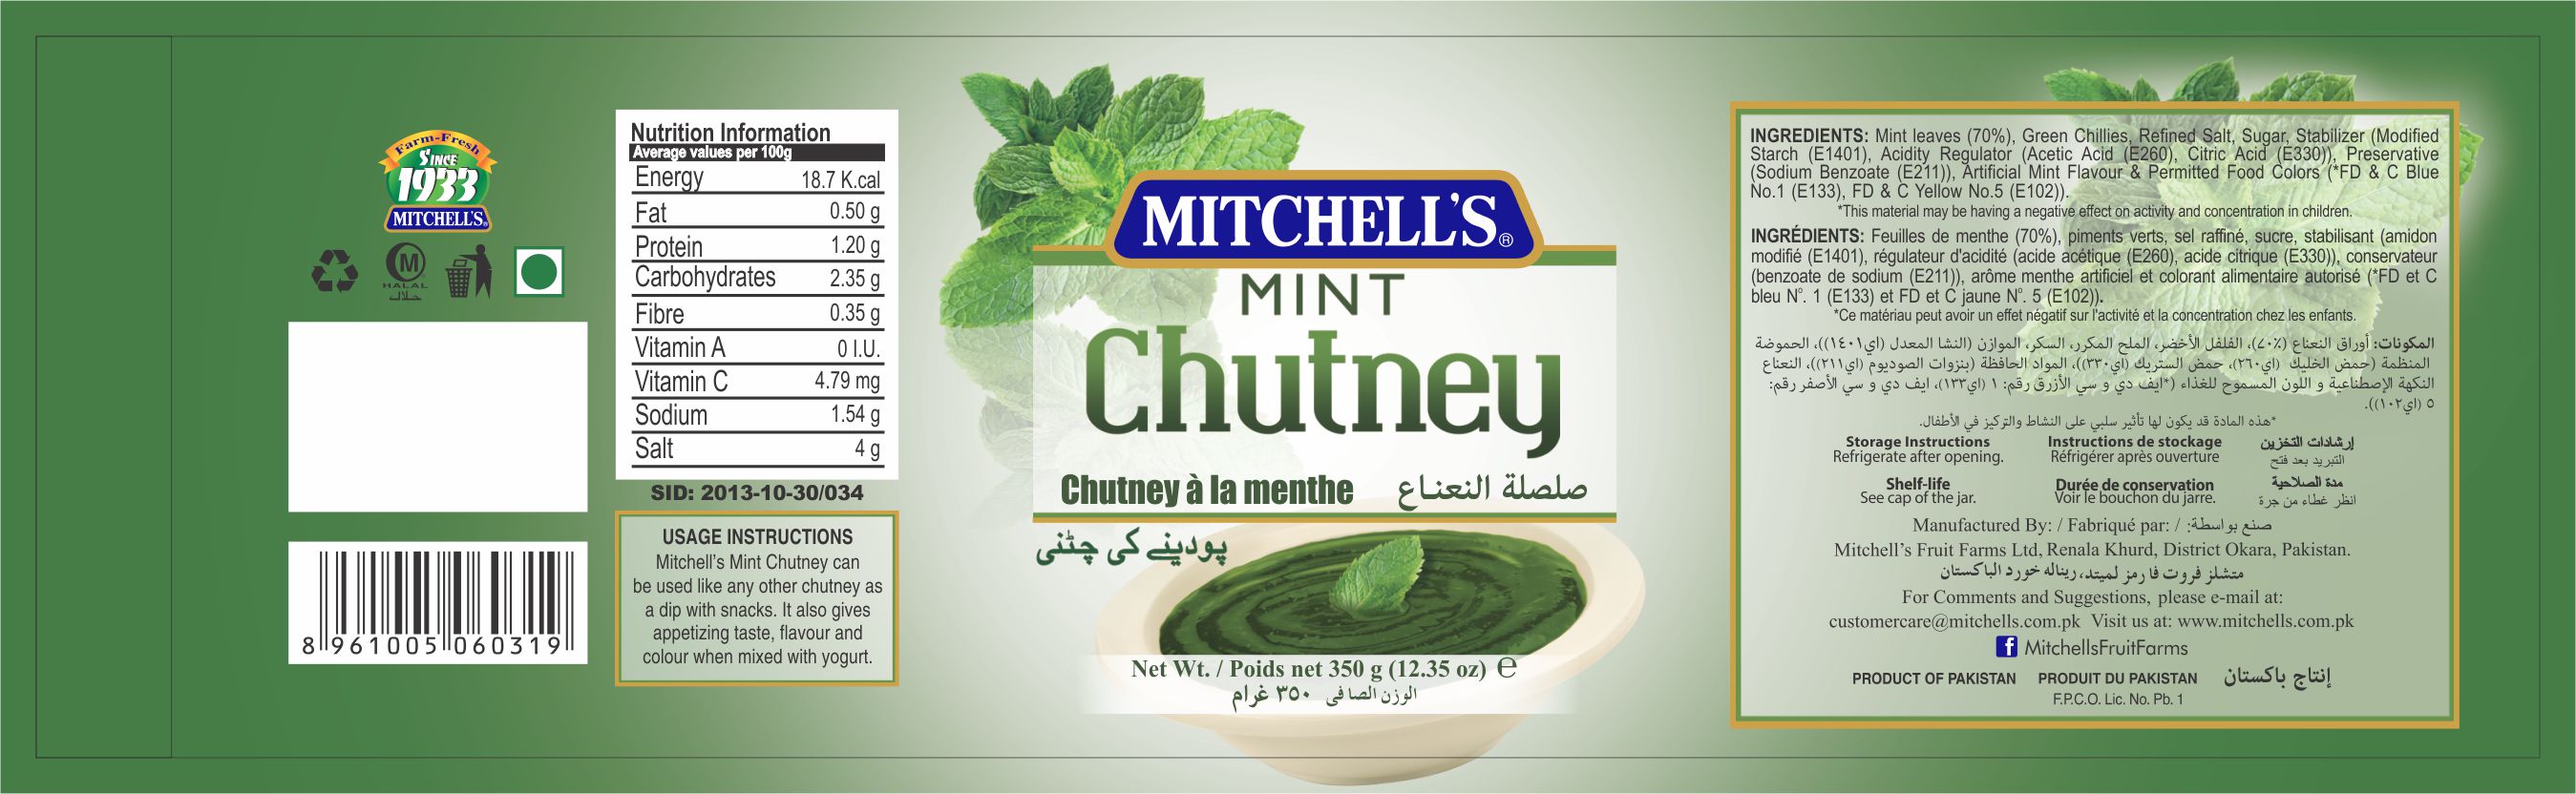 Farm-Fresh
SINCE
1933
MITCHELL'S®
M
HALAL
حلال
8 961005 060319
Nutrition Information
Average values per 100g
Energy 18.7 K.cal
Fat 0.50 g
Protein 1.20 g
Carbohydrates 2.35 g
Fibre 0.35 g
Vitamin A 0 I.U.
Vitamin C 4.79 mg
Sodium 1.54 g
Salt 4 g
SID: 2013-10-30/034
USAGE INSTRUCTIONS
Mitchell's Mint Chutney can
be used like any other chutney as
a dip with snacks. It also gives
appetizing taste, flavour and
colour when mixed with yogurt.
MITCHELL'S®
MINT
Chutney
Chutney à la menthe صلصلة النعناع
پودینے کی چٹنی
Net Wt. / Poids net 350 g (12.35 oz) ℮
الوزن الصافى ٣٥٠ غرام
INGREDIENTS: Mint leaves (70%), Green Chillies, Refined Salt, Sugar, Stabilizer (Modified
Starch (E1401), Acidity Regulator (Acetic Acid (E260), Citric Acid (E330)), Preservative
(Sodium Benzoate (E211)), Artificial Mint Flavour & Permitted Food Colors (*FD & C Blue
No.1 (E133), FD & C Yellow No.5 (E102)).
*This material may be having a negative effect on activity and concentration in children.
INGRÉDIENTS: Feuilles de menthe (70%), piments verts, sel raffiné, sucre, stabilisant (amidon
modifié (E1401), régulateur d'acidité (acide acétique (E260), acide citrique (E330)), conservateur
(benzoate de sodium (E211)), arôme menthe artificiel et colorant alimentaire autorisé (*FD et C
bleu N°. 1 (E133) et FD et C jaune N°. 5 (E102)).
*Ce matériau peut avoir un effet négatif sur l'activité et la concentration chez les enfants.
المكونات: أوراق النعناع (٧٠٪)، الفلفل الأخضر، الملح المكرر، السكر، الموازن (النشا المعدل (اي١٤٠١))، الحموضة
المنظمة (حمض الخليك (اي٢٦٠)، حمض الستريك (اي٣٣٠))، المواد الحافظة (بنزوات الصوديوم (اي٢١١))، النعناع
النكهة الإصطناعية و اللون المسموح للغذاء (*ايف دي و سي الأزرق رقم: ١ (اي١٣٣)، ايف دي و سي الأصفر رقم:
٥ (اي١٠٢)).
*هذه المادة قد يكون لها تأثير سلبي على النشاط والتركيز في الأطفال.
Storage Instructions Instructions de stockage إرشادات التخزين
Refrigerate after opening. Réfrigérer après ouverture التبريد بعد فتح
Shelf-life Durée de conservation مدة الصلاحية
See cap of the jar. Voir le bouchon du jarre. انظر غطاء من جرة
Manufactured By: / Fabriqué par: / صنع بواسطة:
Mitchell's Fruit Farms Ltd, Renala Khurd, District Okara, Pakistan.
متشلز فروت فا رمز لميتد، ريناله خورد الباكستان
For Comments and Suggestions, please e-mail at:
customercare@mitchells.com.pk Visit us at: www.mitchells.com.pk
f MitchellsFruitFarms
PRODUCT OF PAKISTAN PRODUIT DU PAKISTAN إنتاج باكستان
F.P.C.O. Lic. No. Pb. 1